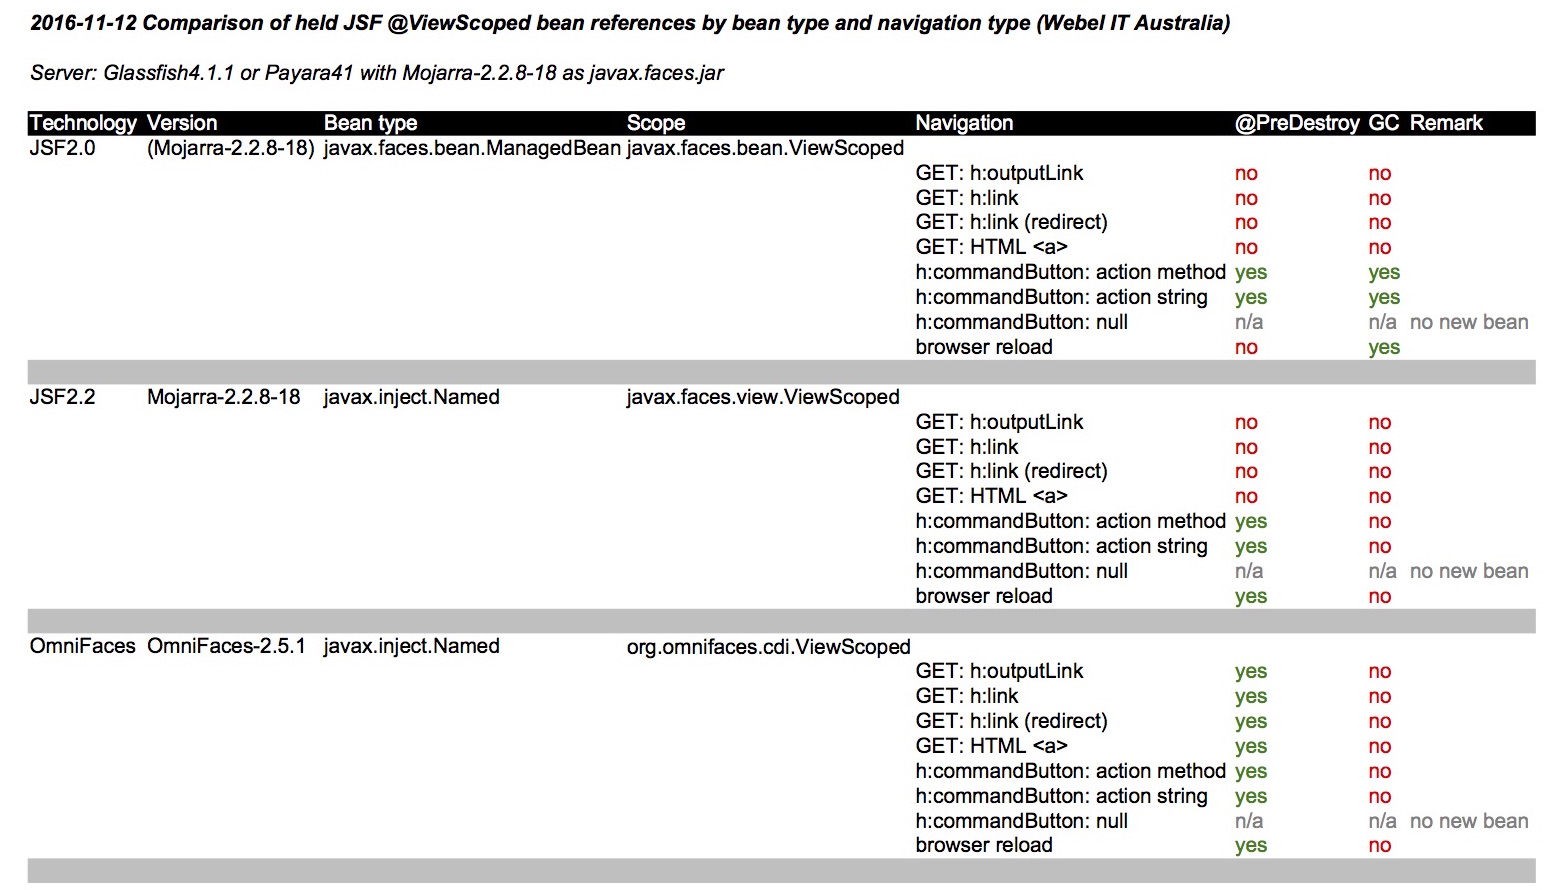 2016-11-12 Comparison of held JSF @ViewScoped bean references by bean type and navigation type (Webel IT Australia)
Server: Glassfish4.1.1 or Payara41 with Mojarra-2.2.8-18 as javax.faces.jar
Technology Version Bean type Scope Navigation @PreDestroy GC Remark
JSF2.0 (Mojarra-2.2.8-18) javax.faces.bean.ManagedBean javax.faces.bean.ViewScoped
GET: h:outputLink no no
GET: h:link no no
GET: h:link (redirect) no no
GET: HTML <a> no no
h:commandButton: action method yes yes
h:commandButton: action string yes yes
h:commandButton: null n/a n/a no new bean
browser reload no yes
JSF2.2 Mojarra-2.2.8-18 javax.inject.Named javax.faces.view.ViewScoped
GET: h:outputLink no no
GET: h:link no no
GET: h:link (redirect) no no
GET: HTML <a> no no
h:commandButton: action method yes no
h:commandButton: action string yes no
h:commandButton: null n/a n/a no new bean
browser reload yes no
OmniFaces OmniFaces-2.5.1 javax.inject.Named org.omnifaces.cdi.ViewScoped
GET: h:outputLink yes no
GET: h:link yes no
GET: h:link (redirect) yes no
GET: HTML <a> yes no
h:commandButton: action method yes no
h:commandButton: action string yes no
h:commandButton: null n/a n/a no new bean
browser reload yes no